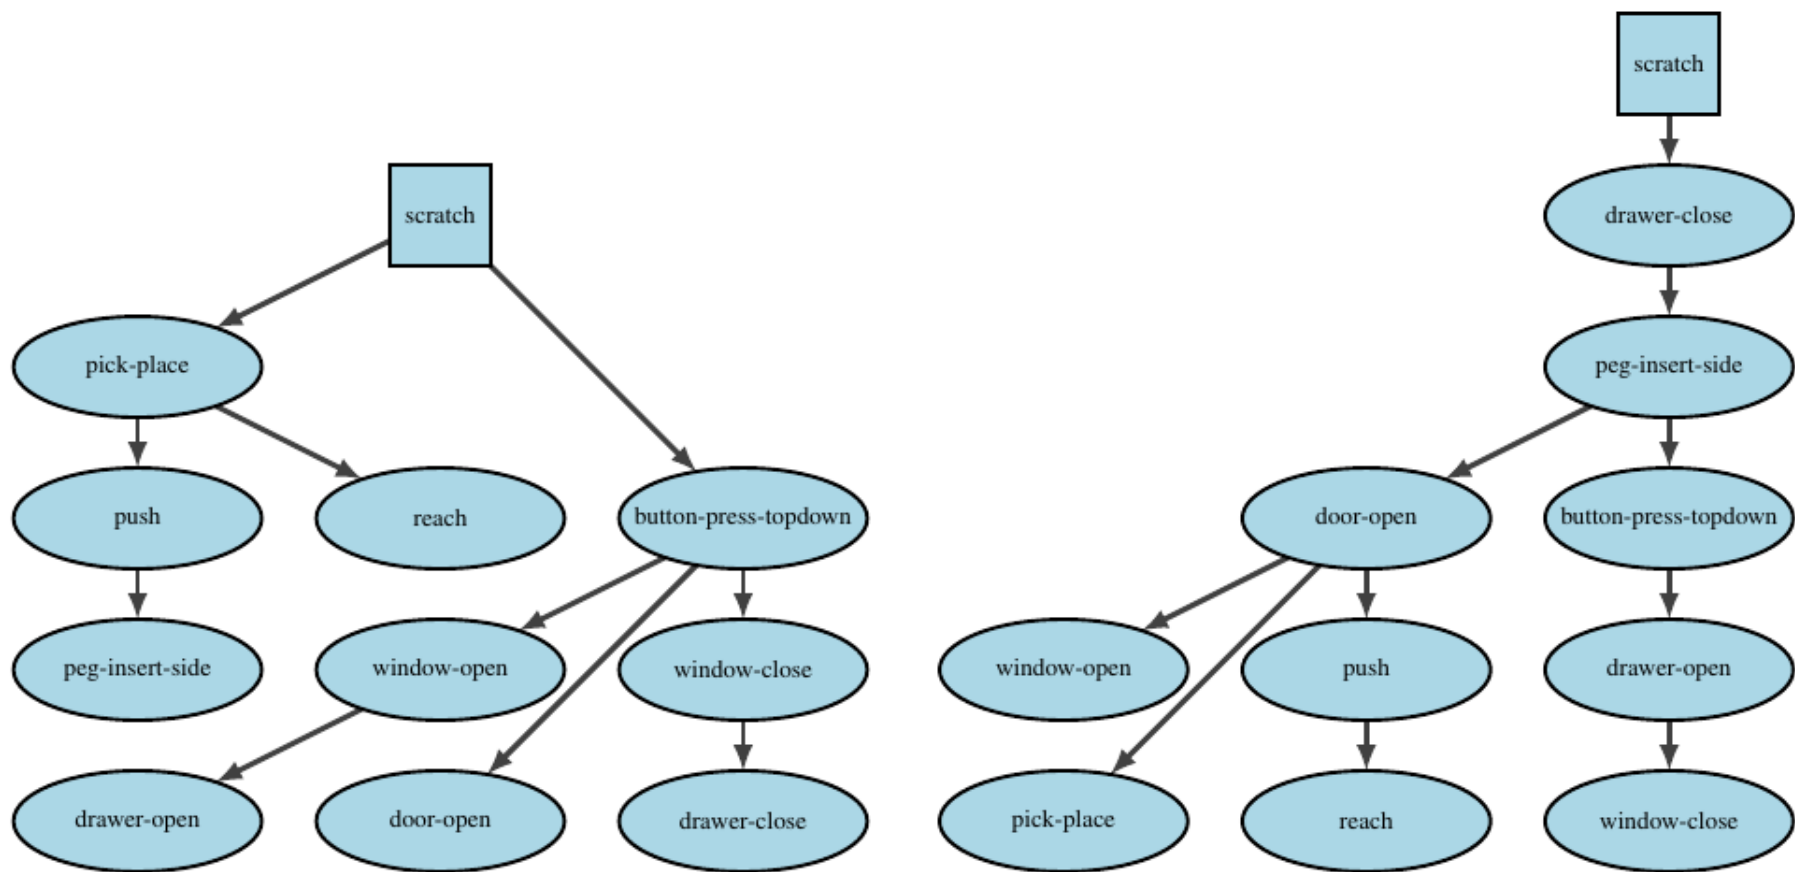 scratch
pick-place
push
reach
button-press-topdown
peg-insert-side
window-open
window-close
drawer-open
door-open
drawer-close
scratch
drawer-close
peg-insert-side
door-open
button-press-topdown
window-open
push
drawer-open
pick-place
reach
window-close